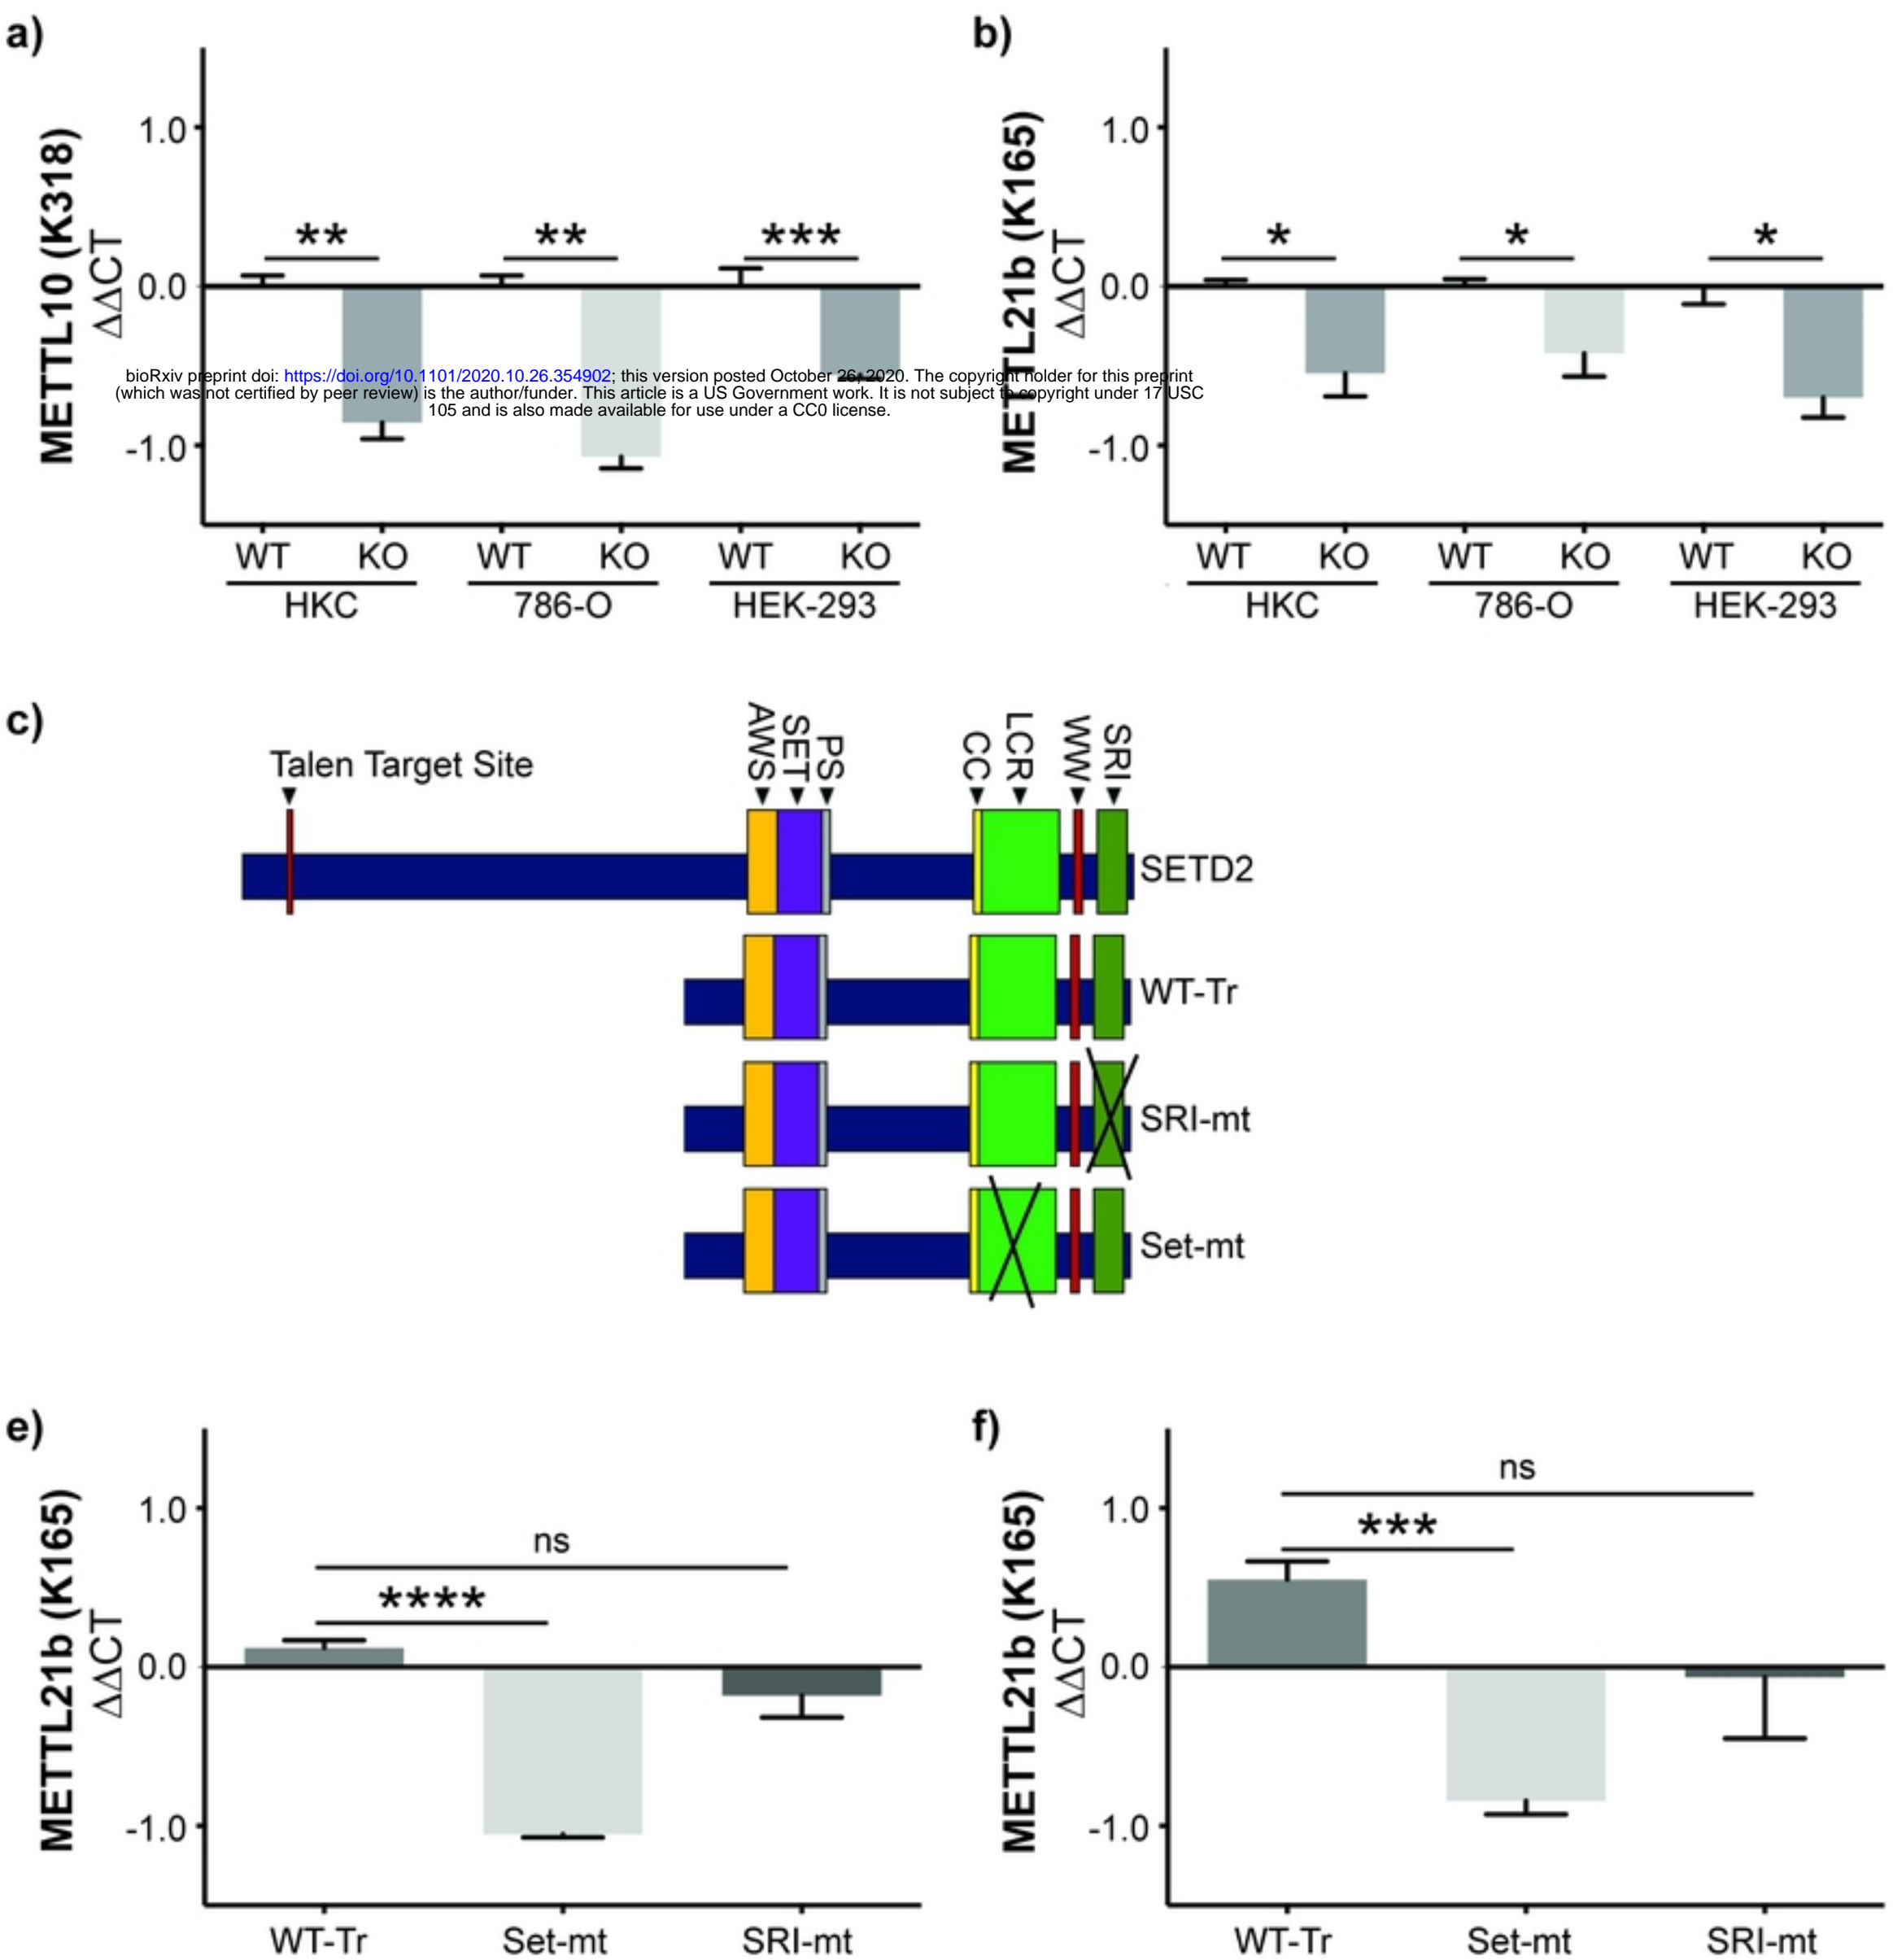 a)
METTL10 (K318)
ΔΔCT
1.0
0.0
-1.0
** ** ***
WT KO WT KO WT KO
HKC 786-O HEK-293
b)
METTL21b (K165)
ΔΔCT
1.0
0.0
-1.0
* * *
WT KO WT KO WT KO
HKC 786-O HEK-293
bioRxiv preprint doi: https://doi.org/10.1101/2020.10.26.354902; this version posted October 26, 2020. The copyright holder for this preprint
(which was not certified by peer review) is the author/funder. This article is a US Government work. It is not subject to copyright under 17 USC
105 and is also made available for use under a CC0 license.
c)
Talen Target Site
AWS
SET
PS
CC
LCR
WW
SRI
SETD2
WT-Tr
SRI-mt
Set-mt
e)
METTL21b (K165)
ΔΔCT
1.0
0.0
-1.0
ns
****
WT-Tr Set-mt SRI-mt
f)
METTL21b (K165)
ΔΔCT
1.0
0.0
-1.0
ns
***
WT-Tr Set-mt SRI-mt